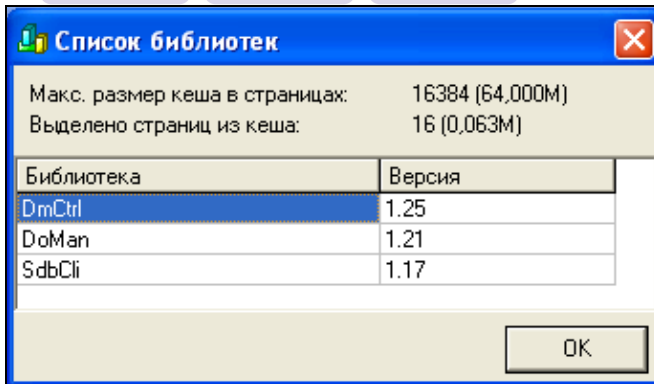 Список библиотек
Макс. размер кеша в страницах: 16384 (64,000M)
Выделено страниц из кеша: 16 (0,063M)
Библиотека Версия
DmCtrl 1.25
DoMan 1.21
SdbCli 1.17
OK